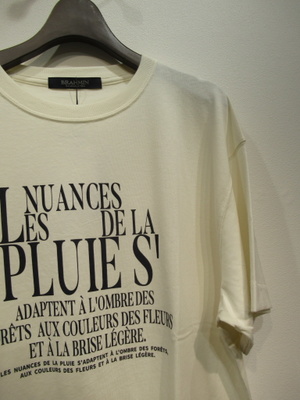 BRAHMIN
NUANCES
LES DE LA
PLUIE S'
ADAPTENT À L'OMBRE DES
RÊTS AUX COULEURS DES FLEURS
ET À LA BRISE LÉGÈRE.
LES NUANCES DE LA PLUIE S'ADAPTENT À L'OMBRE DES FORÊTS,
AUX COULEURS DES FLEURS ET À LA BRISE LÉGÈRE.